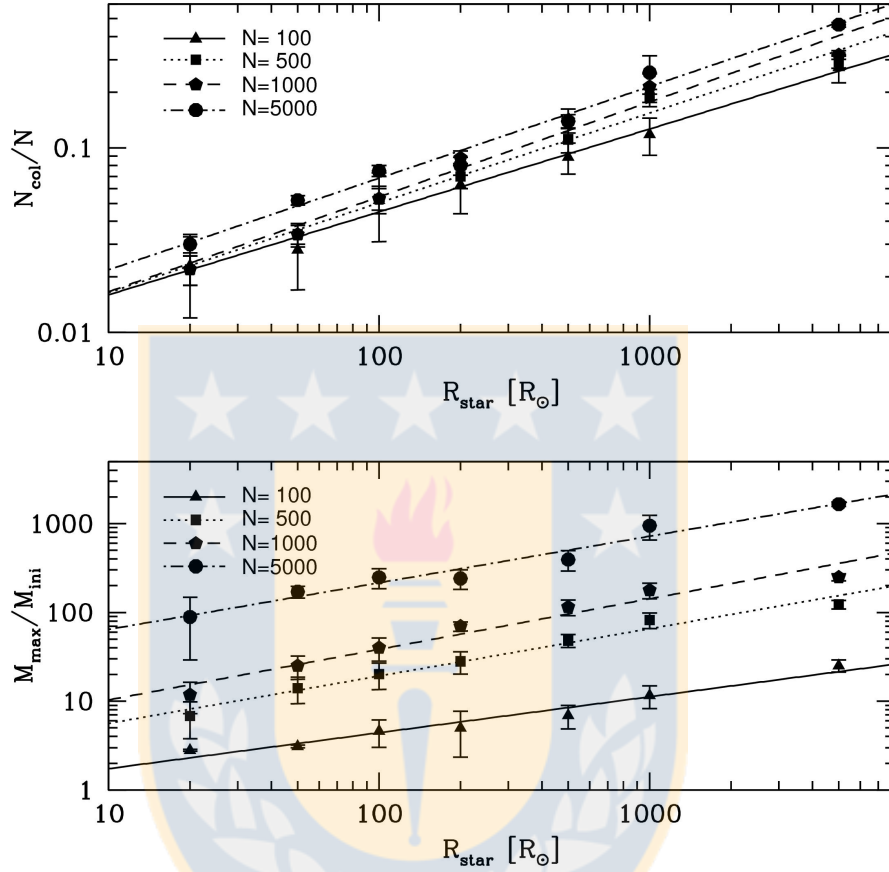 N_col/N
0.1
0.01
N= 100
N= 500
N=1000
N=5000
10 100 1000
R_star [R_⊙]
M_max/M_ini
1000
100
10
1
N= 100
N= 500
N=1000
N=5000
10 100 1000
R_star [R_⊙]